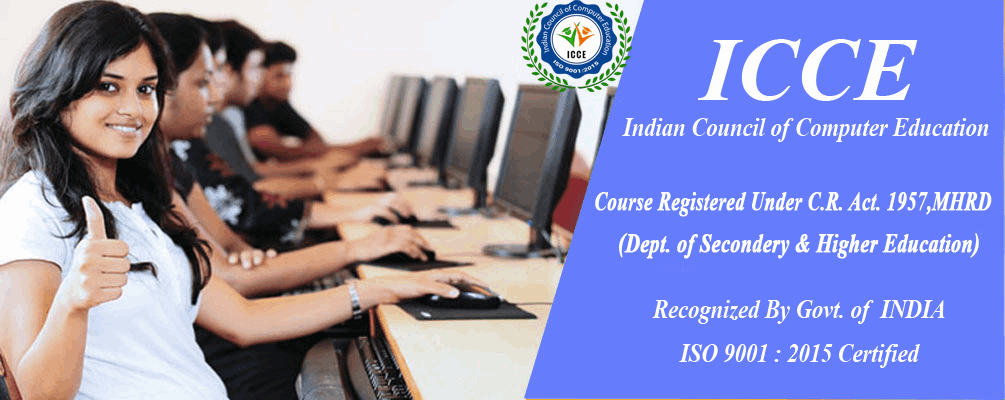 Indian Council of Computer Education
ICCE
ISO 9001:2015
ICCE
Indian Council of Computer Education
Course Registered Under C.R. Act. 1957,MHRD
(Dept. of Secondery & Higher Education)
Recognized By Govt. of INDIA
ISO 9001 : 2015 Certified